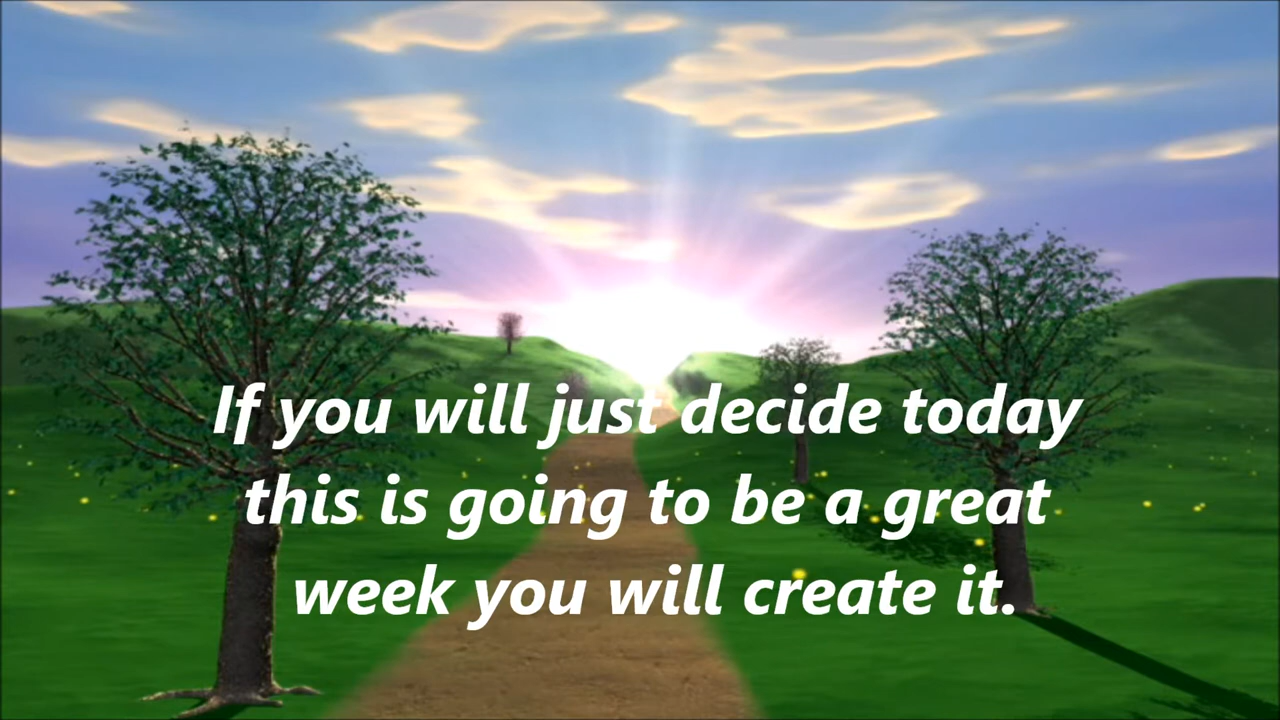 If you will just decide today
this is going to be a great
week you will create it.